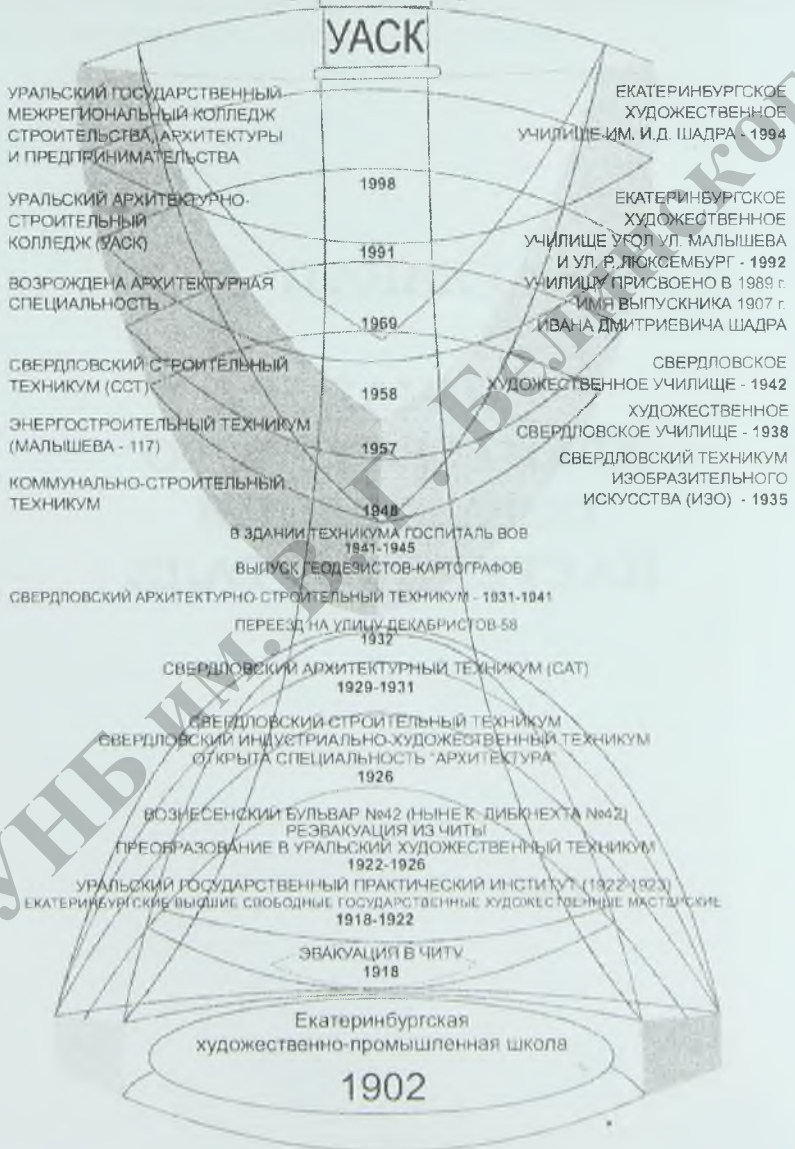 УАСК
УРАЛЬСКИЙ ГОСУДАРСТВЕННЫЙ
МЕЖРЕГИОНАЛЬНЫЙ КОЛЛЕДЖ
СТРОИТЕЛЬСТВА, АРХИТЕКТУРЫ
И ПРЕДПРИНИМАТЕЛЬСТВА
УРАЛЬСКИЙ АРХИТЕКТУРНО-
СТРОИТЕЛЬНЫЙ
КОЛЛЕДЖ (УАСК)
ВОЗРОЖДЕНА АРХИТЕКТУРНАЯ
СПЕЦИАЛЬНОСТЬ
СВЕРДЛОВСКИЙ СТРОИТЕЛЬНЫЙ
ТЕХНИКУМ (ССТ)
ЭНЕРГОСТРОИТЕЛЬНЫЙ ТЕХНИКУМ
(МАЛЫШЕВА - 117)
КОММУНАЛЬНО-СТРОИТЕЛЬНЫЙ
ТЕХНИКУМ
1998
1991
1969
1958
1957
1948
ЕКАТЕРИНБУРГСКОЕ
ХУДОЖЕСТВЕННОЕ
УЧИЛИЩЕ ИМ. И.Д. ШАДРА - 1994
ЕКАТЕРИНБУРГСКОЕ
ХУДОЖЕСТВЕННОЕ
УЧИЛИЩЕ УГОЛ УЛ. МАЛЫШЕВА
И УЛ. Р. ЛЮКСЕМБУРГ - 1992
УЧИЛИЩУ ПРИСВОЕНО В 1989 г.
ИМЯ ВЫПУСКНИКА 1907 г.
ИВАНА ДМИТРИЕВИЧА ШАДРА
СВЕРДЛОВСКОЕ
ХУДОЖЕСТВЕННОЕ УЧИЛИЩЕ - 1942
ХУДОЖЕСТВЕННОЕ
СВЕРДЛОВСКОЕ УЧИЛИЩЕ - 1938
СВЕРДЛОВСКИЙ ТЕХНИКУМ
ИЗОБРАЗИТЕЛЬНОГО
ИСКУССТВА (ИЗО) - 1935
В ЗДАНИИ ТЕХНИКУМА ГОСПИТАЛЬ ВОВ
1941-1945
ВЫПУСК ГЕОДЕЗИСТОВ-КАРТОГРАФОВ
СВЕРДЛОВСКИЙ АРХИТЕКТУРНО-СТРОИТЕЛЬНЫЙ ТЕХНИКУМ - 1931-1941
ПЕРЕЕЗД НА УЛИЦУ ДЕКАБРИСТОВ-58
1932
СВЕРДЛОВСКИЙ АРХИТЕКТУРНЫЙ ТЕХНИКУМ (САТ)
1929-1931
СВЕРДЛОВСКИЙ СТРОИТЕЛЬНЫЙ ТЕХНИКУМ
СВЕРДЛОВСКИЙ ИНДУСТРИАЛЬНО-ХУДОЖЕСТВЕННЫЙ ТЕХНИКУМ
ОТКРЫТА СПЕЦИАЛЬНОСТЬ "АРХИТЕКТУРА"
1926
ВОЗНЕСЕНСКИЙ БУЛЬВАР №42 (НЫНЕ К. ЛИБКНЕХТА №42)
РЕЭВАКУАЦИЯ ИЗ ЧИТЫ
ПРЕОБРАЗОВАНИЕ В УРАЛЬСКИЙ ХУДОЖЕСТВЕННЫЙ ТЕХНИКУМ
1922-1926
УРАЛЬСКИЙ ГОСУДАРСТВЕННЫЙ ПРАКТИЧЕСКИЙ ИНСТИТУТ (1922-1923)
ЕКАТЕРИНБУРГСКИЕ ВЫСШИЕ СВОБОДНЫЕ ГОСУДАРСТВЕННЫЕ ХУДОЖЕСТВЕННЫЕ МАСТЕРСКИЕ
1918-1922
ЭВАКУАЦИЯ В ЧИТУ
1918
Екатеринбургская
художественно-промышленная школа
1902
УНБ им. В. Г. Белинског